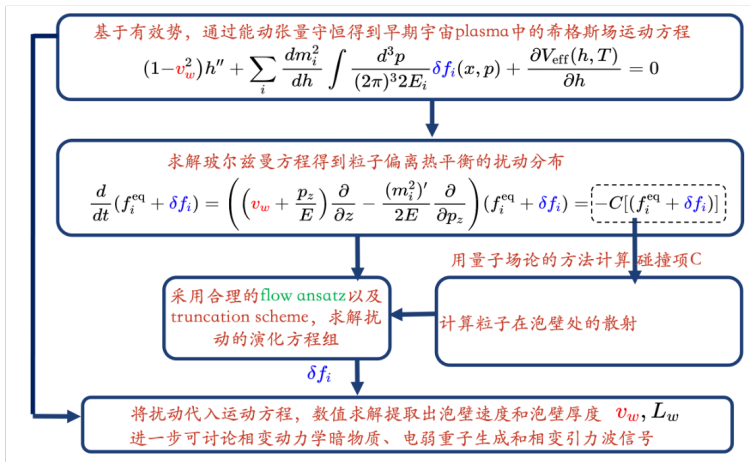 基于有效势，通过能动张量守恒得到早期宇宙plasma中的希格斯场运动方程
(1−v_w^2)h″ + ∑_i dm_i^2/dh ∫ d^3p/((2π)^3 2E_i) δf_i(x, p) + ∂V_eff(h, T)/∂h = 0
求解玻尔兹曼方程得到粒子偏离热平衡的扰动分布
d/dt (f_i^eq + δf_i) = ((v_w + p_z/E) ∂/∂z − (m_i^2)′/2E ∂/∂p_z)(f_i^eq + δf_i) = −C[(f_i^eq + δf_i)]
用量子场论的方法计算 碰撞项C
采用合理的flow ansatz以及
truncation scheme，求解扰
动的演化方程组
计算粒子在泡壁处的散射
δf_i
将扰动代入运动方程，数值求解提取出泡壁速度和泡壁厚度 v_w, L_w
进一步可讨论相变动力学暗物质、电弱重子生成和相变引力波信号